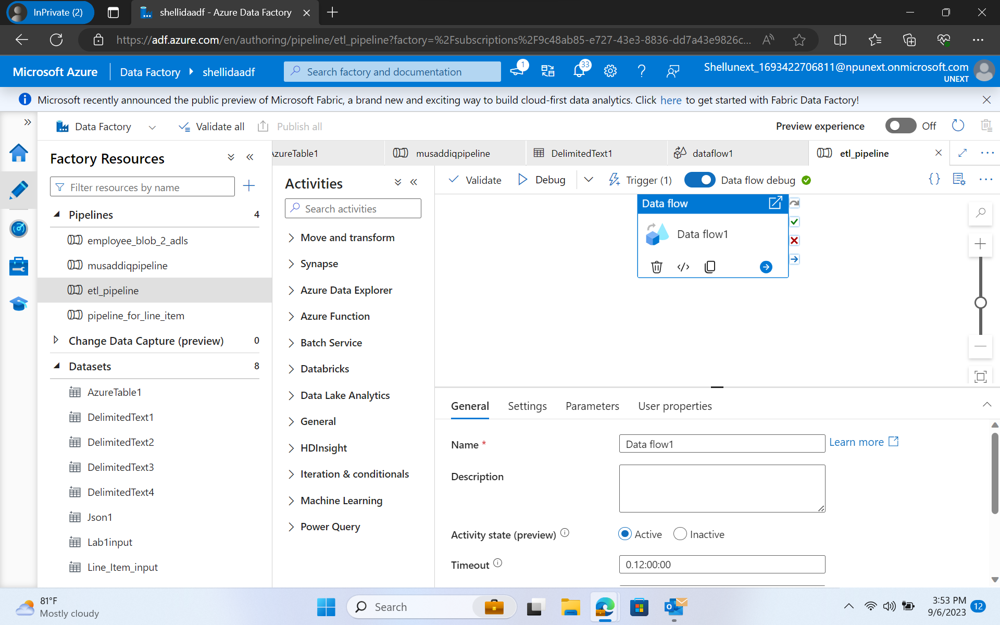 InPrivate (2)
shellidaadf - Azure Data Factory
https://adf.azure.com/en/authoring/pipeline/etl_pipeline?factory=%2Fsubscriptions%2F9c48ab85-e727-43e3-8836-dd7a43e9826c...
Microsoft Azure
Data Factory
shellidaadf
Search factory and documentation
1
33
Shellunext_1693422706811@npunext.onmicrosoft.com
UNEXT
Microsoft recently announced the public preview of Microsoft Fabric, a brand new and exciting way to build cloud-first data analytics. Click here to get started with Fabric Data Factory!
Data Factory
Validate all
Publish all
Preview experience
Off
Factory Resources
Filter resources by name
Pipelines 4
employee_blob_2_adls
musaddiqpipeline
etl_pipeline
pipeline_for_line_item
Change Data Capture (preview) 0
Datasets 8
AzureTable1
DelimitedText1
DelimitedText2
DelimitedText3
DelimitedText4
Json1
Lab1input
Line_Item_input
AzureTable1
musaddiqpipeline
DelimitedText1
dataflow1
etl_pipeline
Activities
Search activities
Move and transform
Synapse
Azure Data Explorer
Azure Function
Batch Service
Databricks
Data Lake Analytics
General
HDInsight
Iteration & conditionals
Machine Learning
Power Query
Validate
Debug
Trigger (1)
Data flow debug
Data flow
Data flow1
General
Settings
Parameters
User properties
Name *
Data flow1
Learn more
Description
Activity state (preview)
Active
Inactive
Timeout
0.12:00:00
81°F
Mostly cloudy
Search
3:53 PM
9/6/2023
12